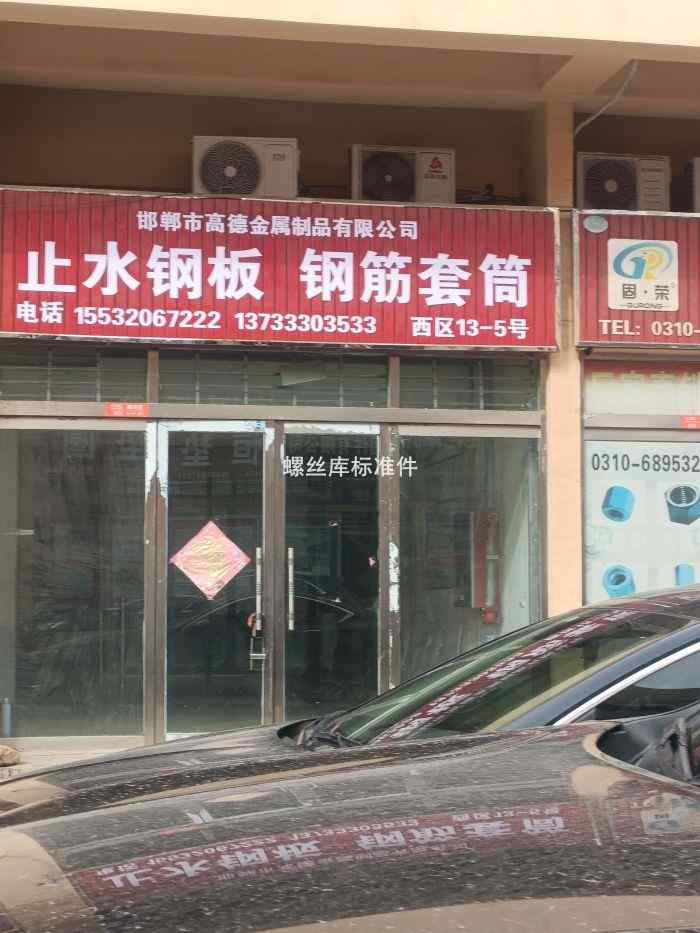 邯郸市高德金属制品有限公司
止水钢板 钢筋套筒
电话 15532067222 13733303533 西区13-5号
固·荣
GURONG
TEL: 0310-
0310-689532
螺丝库标准件